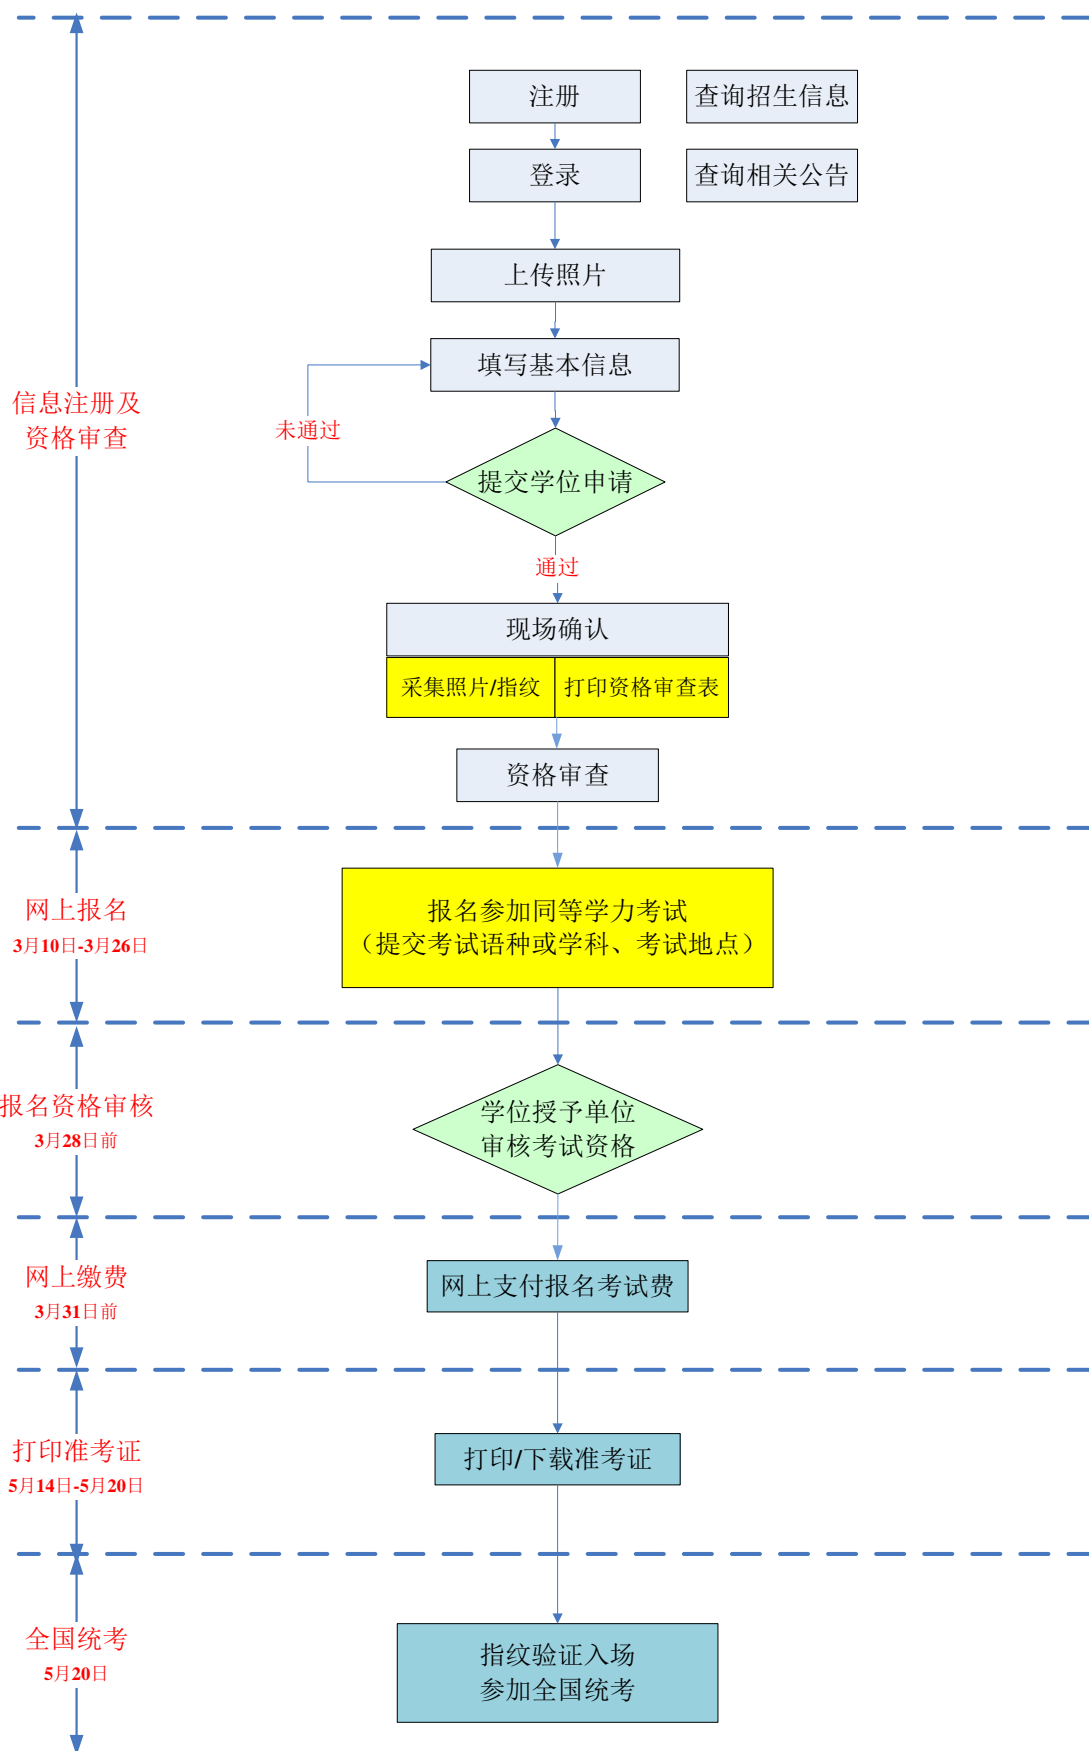 注册
查询招生信息
登录
查询相关公告
上传照片
填写基本信息
信息注册及
资格审查
未通过
提交学位申请
通过
现场确认
采集照片/指纹
打印资格审查表
资格审查
网上报名
3月10日-3月26日
报名参加同等学力考试
（提交考试语种或学科、考试地点）
报名资格审核
3月28日前
学位授予单位
审核考试资格
网上缴费
3月31日前
网上支付报名考试费
打印准考证
5月14日-5月20日
打印/下载准考证
全国统考
5月20日
指纹验证入场
参加全国统考